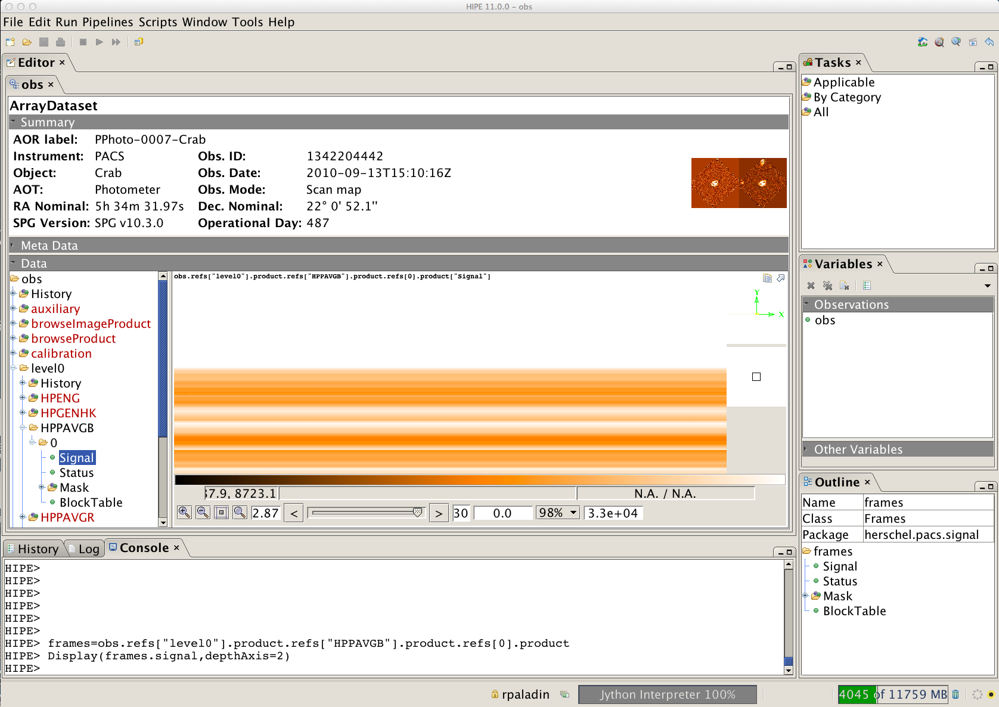 HIPE 11.0.0 - obs
File Edit Run Pipelines Scripts Window Tools Help
Editor ×
obs ×
ArrayDataset
Summary
AOR label: PPhoto-0007-Crab
Instrument: PACS Obs. ID: 1342204442
Object: Crab Obs. Date: 2010-09-13T15:10:16Z
AOT: Photometer Obs. Mode: Scan map
RA Nominal: 5h 34m 31.97s Dec. Nominal: 22° 0' 52.1''
SPG Version: SPG v10.3.0 Operational Day: 487
Meta Data
Data
obs
History
auxiliary
browseImageProduct
browseProduct
calibration
level0
History
HPENG
HPGENHK
HPPAVGB
0
Signal
Status
Mask
BlockTable
HPPAVGR
obs.refs["level0"].product.refs["HPPAVGB"].product.refs[0].product["Signal"]
Y
X
37.9, 8723.1
N.A. / N.A.
2.87 < > 30 0.0 98% 3.3e+04
History Log Console ×
HIPE>
HIPE>
HIPE>
HIPE>
HIPE>
HIPE>
HIPE> frames=obs.refs["level0"].product.refs["HPPAVGB"].product.refs[0].product
HIPE> Display(frames.signal,depthAxis=2)
HIPE>
Tasks ×
Applicable
By Category
All
Variables ×
Observations
obs
Other Variables
Outline ×
Name frames
Class Frames
Package herschel.pacs.signal
frames
Signal
Status
Mask
BlockTable
rpaladin
Jython Interpreter 100%
4045 of 11759 MB